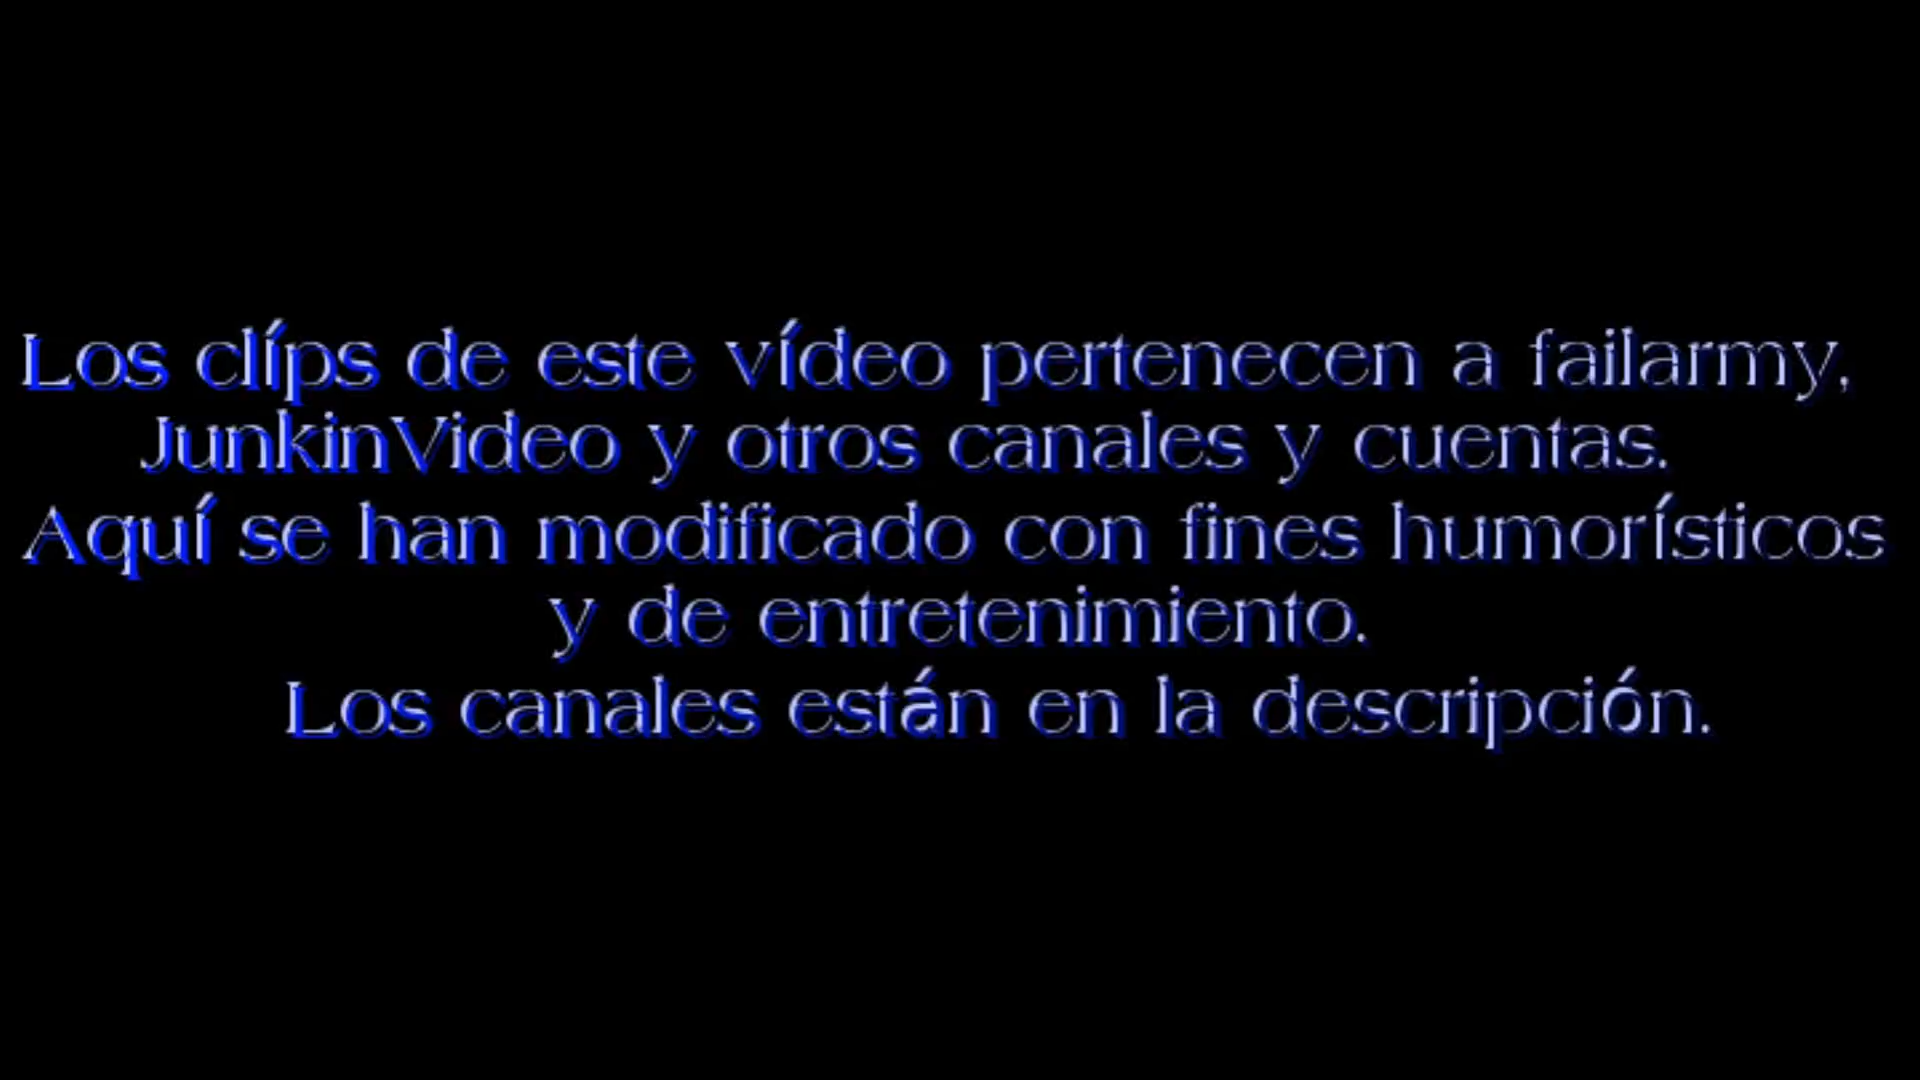 Los clíps de este vídeo pertenecen a failarmy,
JunkinVideo y otros canales y cuentas.
Aquí se han modificado con fines humorísticos
y de entretenimiento.
Los canales están en la descripción.